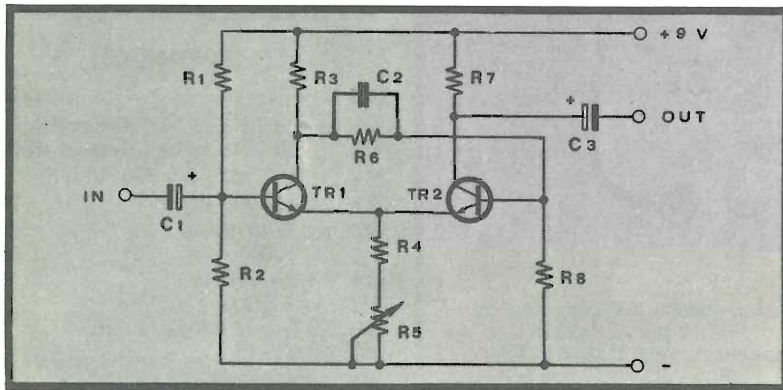 +9 V
R1
R3
C2
R7
+
OUT
R6
C3
+
IN
TR1
TR2
C1
R2
R4
R8
R5
-